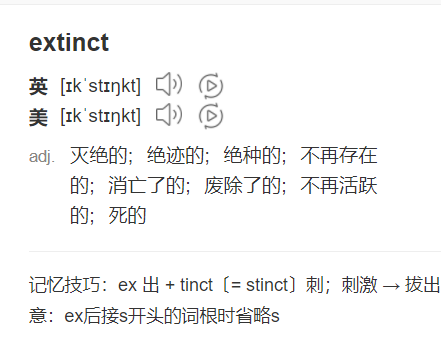 extinct
英 [ɪkˈstɪŋkt]
美 [ɪkˈstɪŋkt]
adj. 灭绝的；绝迹的；绝种的；不再存在
的；消亡了的；废除了的；不再活跃
的；死的
记忆技巧：ex 出 + tinct〔= stinct〕刺；刺激 → 拔出
意：ex后接s开头的词根时省略s